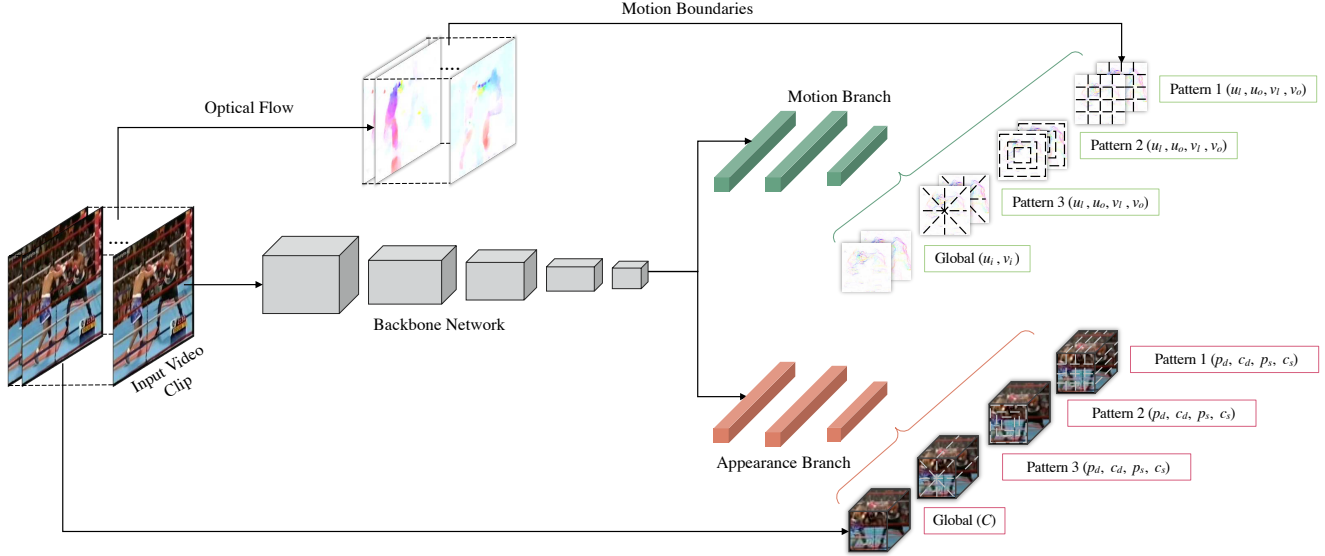 Motion Boundaries
Optical Flow
....
Motion Branch
Pattern 1 (u_l , u_o, v_l , v_o)
Pattern 2 (u_l , u_o, v_l , v_o)
Pattern 3 (u_l , u_o, v_l , v_o)
Global (u_i , v_i)
....
Backbone Network
Input Video
Clip
Appearance Branch
Pattern 1 (p_d, c_d, p_s, c_s)
Pattern 2 (p_d, c_d, p_s, c_s)
Pattern 3 (p_d, c_d, p_s, c_s)
Global (C)